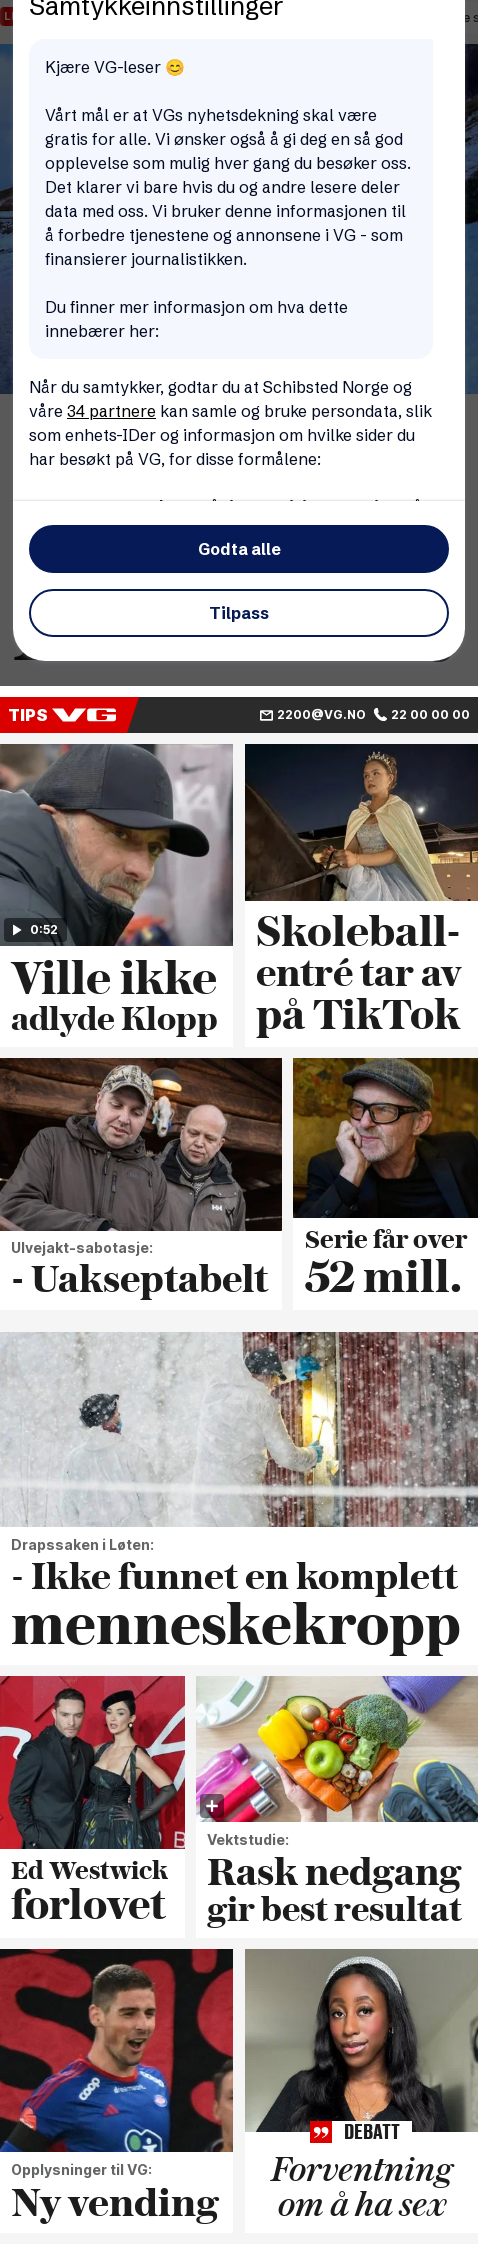 Samtykkeinnstillinger
Kjære VG-leser 😊
Vårt mål er at VGs nyhetsdekning skal være
gratis for alle. Vi ønsker også å gi deg en så god
opplevelse som mulig hver gang du besøker oss.
Det klarer vi bare hvis du og andre lesere deler
data med oss. Vi bruker denne informasjonen til
å forbedre tjenestene og annonsene i VG - som
finansierer journalistikken.
Du finner mer informasjon om hva dette
innebærer her:
Når du samtykker, godtar du at Schibsted Norge og
våre 34 partnere kan samle og bruke persondata, slik
som enhets-IDer og informasjon om hvilke sider du
har besøkt på VG, for disse formålene:
Godta alle
Tilpass
TIPS VG 2200@VG.NO 22 00 00 00
0:52
Ville ikke
adlyde Klopp
Skoleball-
entré tar av
på TikTok
Ulvejakt-sabotasje:
- Uakseptabelt
Serie får over
52 mill.
Drapssaken i Løten:
- Ikke funnet en komplett
menneskekropp
Ed Westwick
forlovet
Vektstudie:
Rask nedgang
gir best resultat
coop
coop
Opplysninger til VG:
Ny vending
DEBATT
Forventning
om å ha sex